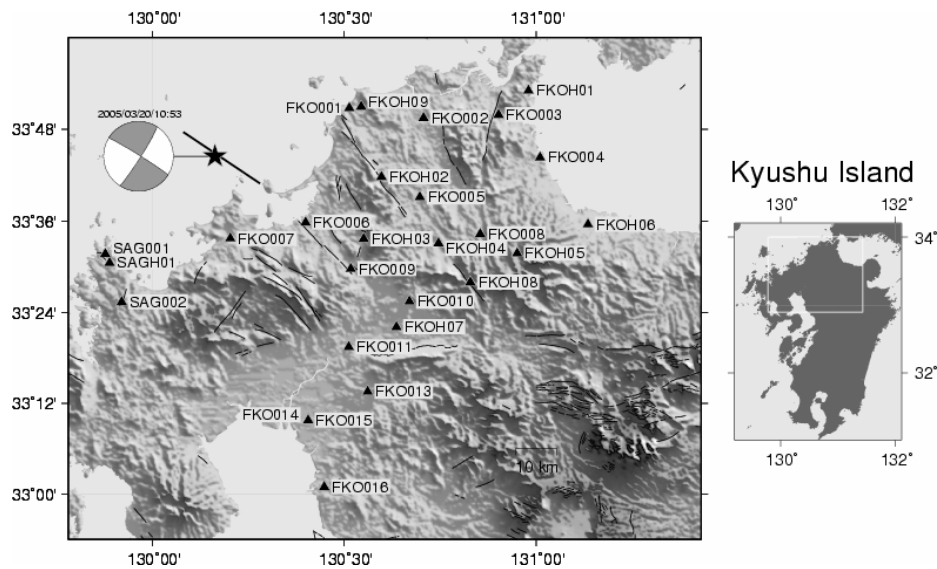 130°00'
130°30'
131°00'
2005/03/20/10:53
33°48'
33°36'
33°24'
33°12'
33°00'
FKO001
FKOH09
FKOH01
FKO002
FKO003
FKO004
FKOH02
FKO005
FKO006
FKO007
FKOH03
FKO008
FKOH06
FKOH04
FKOH05
SAG001
SAGH01
FKO009
FKOH08
SAG002
FKO010
FKOH07
FKO011
FKO013
FKO014
FKO015
FKO016
10 km
130°00'
130°30'
131°00'
Kyushu Island
130°
132°
34°
32°
130°
132°